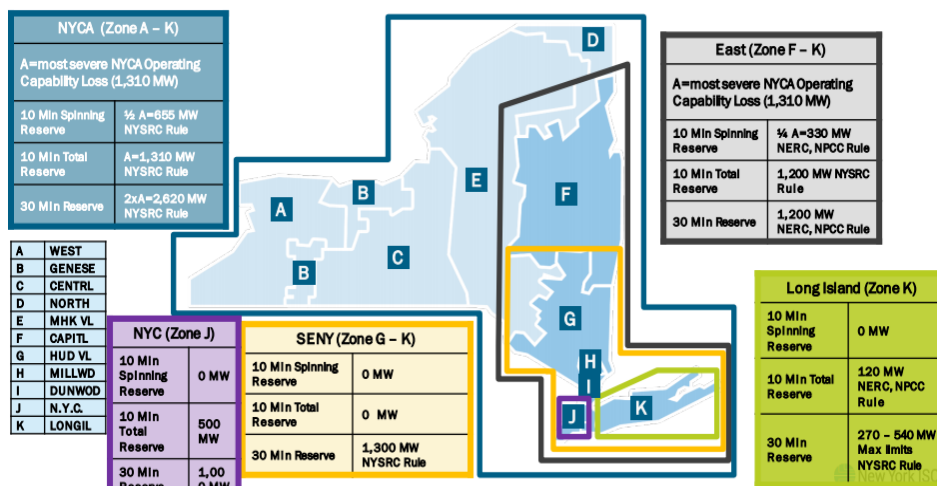 NYCA (Zone A – K)
A=most severe NYCA Operating
Capability Loss (1,310 MW)
10 Min Spinning
Reserve
½ A=655 MW
NYSRC Rule
10 Min Total
Reserve
A=1,310 MW
NYSRC Rule
30 Min Reserve
2xA=2,620 MW
NYSRC Rule
East (Zone F – K)
A=most severe NYCA Operating
Capability Loss (1,310 MW)
10 Min Spinning
Reserve
¼ A=330 MW
NERC, NPCC Rule
10 Min Total
Reserve
1,200 MW NYSRC
Rule
30 Min Reserve
1,200 MW
NERC, NPCC Rule
D
E
B
A
F
C
B
G
H
I
J
K
A WEST
B GENESE
C CENTRL
D NORTH
E MHK VL
F CAPITL
G HUD VL
H MILLWD
I DUNWOD
J N.Y.C.
K LONGIL
NYC (Zone J)
10 Min
Spinning
Reserve
0 MW
10 Min
Total
Reserve
500
MW
30 Min
Reserve
1,00
0 MW
SENY (Zone G – K)
10 Min Spinning
Reserve
0 MW
10 Min Total
Reserve
0 MW
30 Min Reserve
1,300 MW
NYSRC Rule
Long Island (Zone K)
10 Min
Spinning
Reserve
0 MW
10 Min Total
Reserve
120 MW
NERC, NPCC
Rule
30 Min
Reserve
270 – 540 MW
Max limits
NYSRC Rule
New York ISO